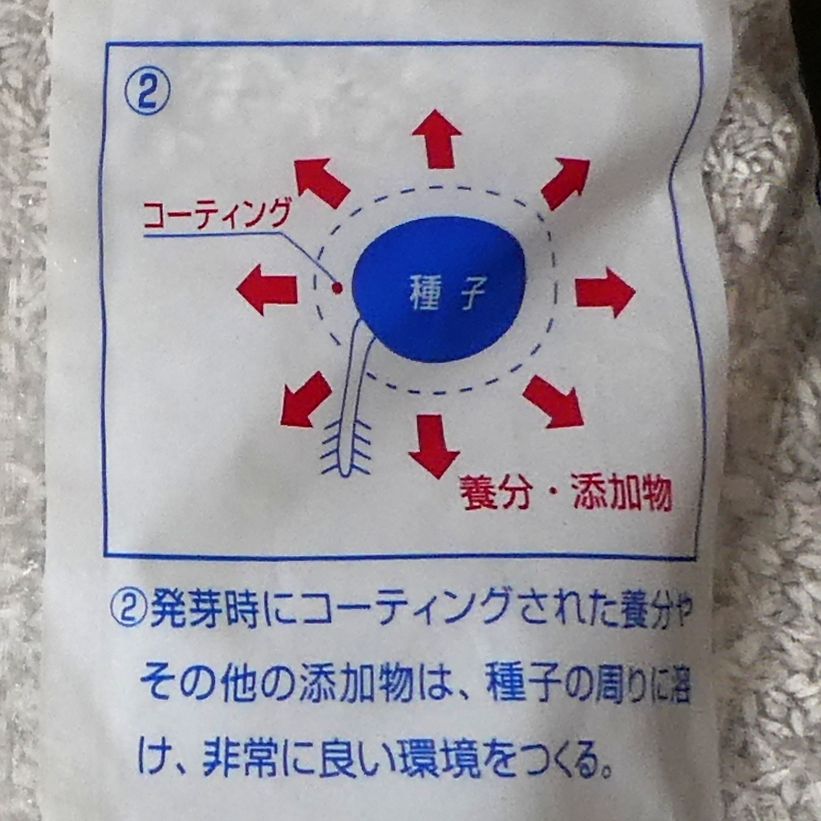 ②
コーティング
種子
養分・添加物
②発芽時にコーティングされた養分や
その他の添加物は、種子の周りに溶
け、非常に良い環境をつくる。